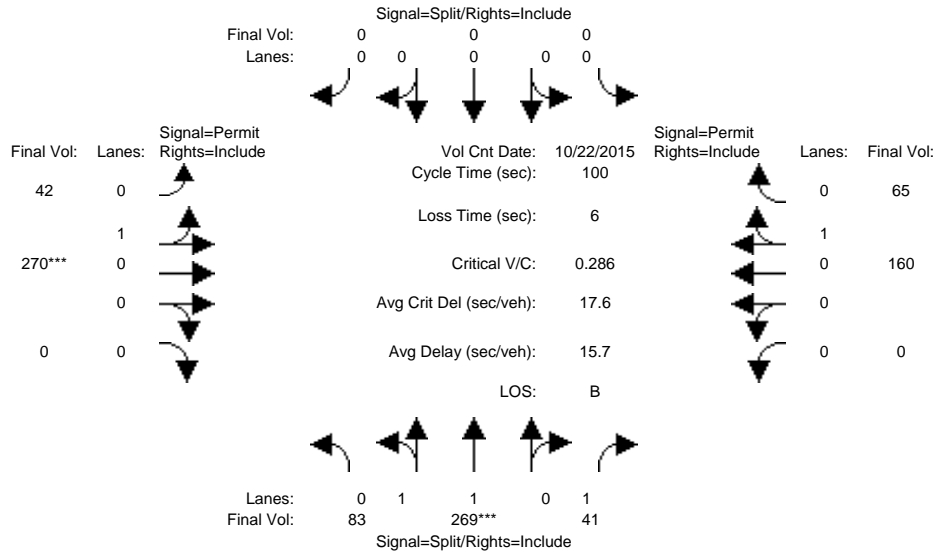 Signal=Split/Rights=Include
Final Vol: 0 0 0
Lanes: 0 0 0 0 0
Signal=Permit Signal=Permit
Final Vol: Lanes: Rights=Include Vol Cnt Date: 10/22/2015 Rights=Include Lanes: Final Vol:
Cycle Time (sec): 100
42 0 0 65
Loss Time (sec): 6
1 1
270*** 0 Critical V/C: 0.286 0 160
0 Avg Crit Del (sec/veh): 17.6 0
0 0 Avg Delay (sec/veh): 15.7 0 0
LOS: B
Lanes: 0 1 1 0 1
Final Vol: 83 269*** 41
Signal=Split/Rights=Include